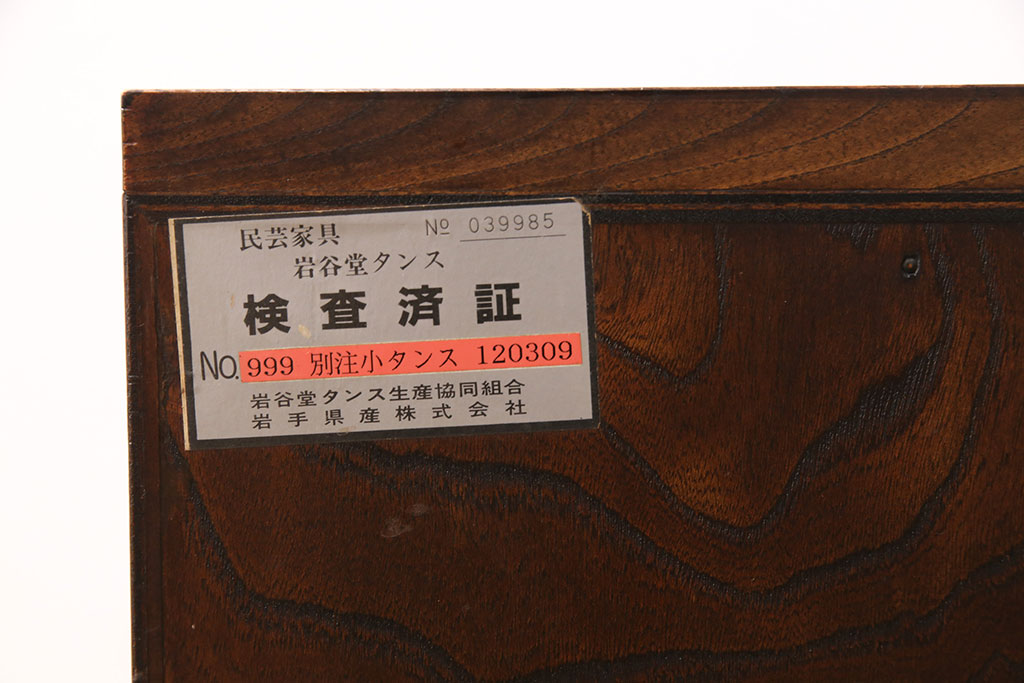 民芸家具 № 039985
岩谷堂タンス
検査済証
No. 999 別注小タンス 120309
岩谷堂タンス生産協同組合
岩手県産株式会社